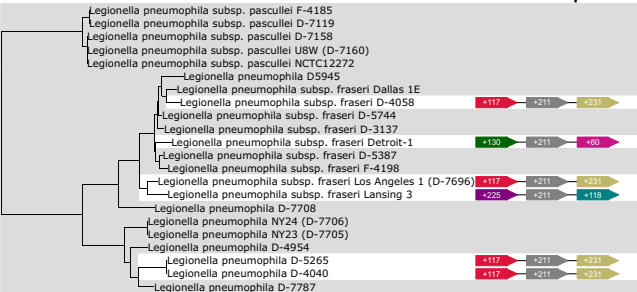 Legionella pneumophila subsp. pascullei F-4185
Legionella pneumophila subsp. pascullei D-7119
Legionella pneumophila subsp. pascullei D-7158
Legionella pneumophila subsp. pascullei U8W (D-7160)
Legionella pneumophila subsp. pascullei NCTC12272
Legionella pneumophila D5945
Legionella pneumophila subsp. fraseri Dallas 1E
Legionella pneumophila subsp. fraseri D-4058 +117 +211 +231
Legionella pneumophila subsp. fraseri D-5744
Legionella pneumophila subsp. fraseri D-3137
Legionella pneumophila subsp. fraseri Detroit-1 +130 +211 +60
Legionella pneumophila subsp. fraseri D-5387
Legionella pneumophila subsp. fraseri F-4198
Legionella pneumophila subsp. fraseri Los Angeles 1 (D-7696) +117 +211 +231
Legionella pneumophila subsp. fraseri Lansing 3 +225 +211 +118
Legionella pneumophila D-7708
Legionella pneumophila NY24 (D-7706)
Legionella pneumophila NY23 (D-7705)
Legionella pneumophila D-4954
Legionella pneumophila D-5265 +117 +211 +231
Legionella pneumophila D-4040 +117 +211 +231
Legionella pneumophila D-7787